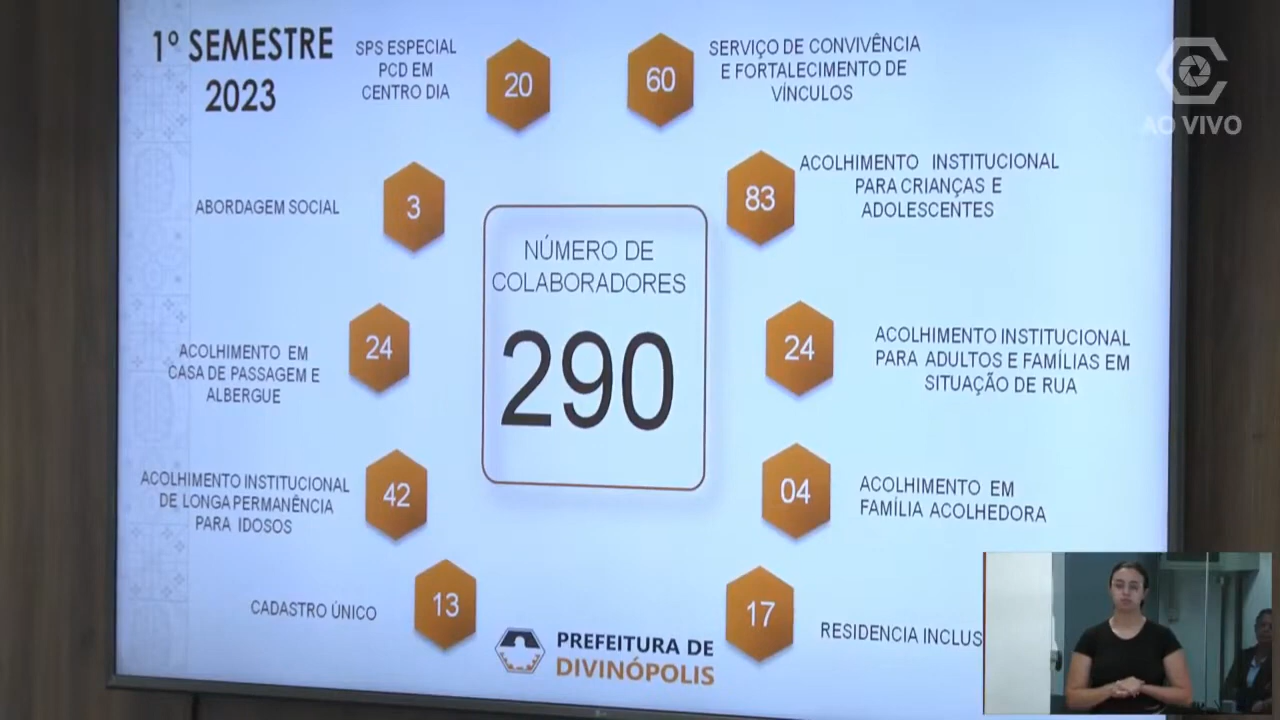 1º SEMESTRE
2023
SPS ESPECIAL
PCD EM
CENTRO DIA
20
60
SERVIÇO DE CONVIVÊNCIA
E FORTALECIMENTO DE
VÍNCULOS
AO VIVO
ABORDAGEM SOCIAL
3
83
ACOLHIMENTO INSTITUCIONAL
PARA CRIANÇAS E
ADOLESCENTES
NÚMERO DE
COLABORADORES
290
ACOLHIMENTO EM
CASA DE PASSAGEM E
ALBERGUE
24
24
ACOLHIMENTO INSTITUCIONAL
PARA ADULTOS E FAMÍLIAS EM
SITUAÇÃO DE RUA
ACOLHIMENTO INSTITUCIONAL
DE LONGA PERMANÊNCIA
PARA IDOSOS
42
04
ACOLHIMENTO EM
FAMÍLIA ACOLHEDORA
CADASTRO ÚNICO
13
17
RESIDENCIA INCLUS
PREFEITURA DE
DIVINÓPOLIS
LG